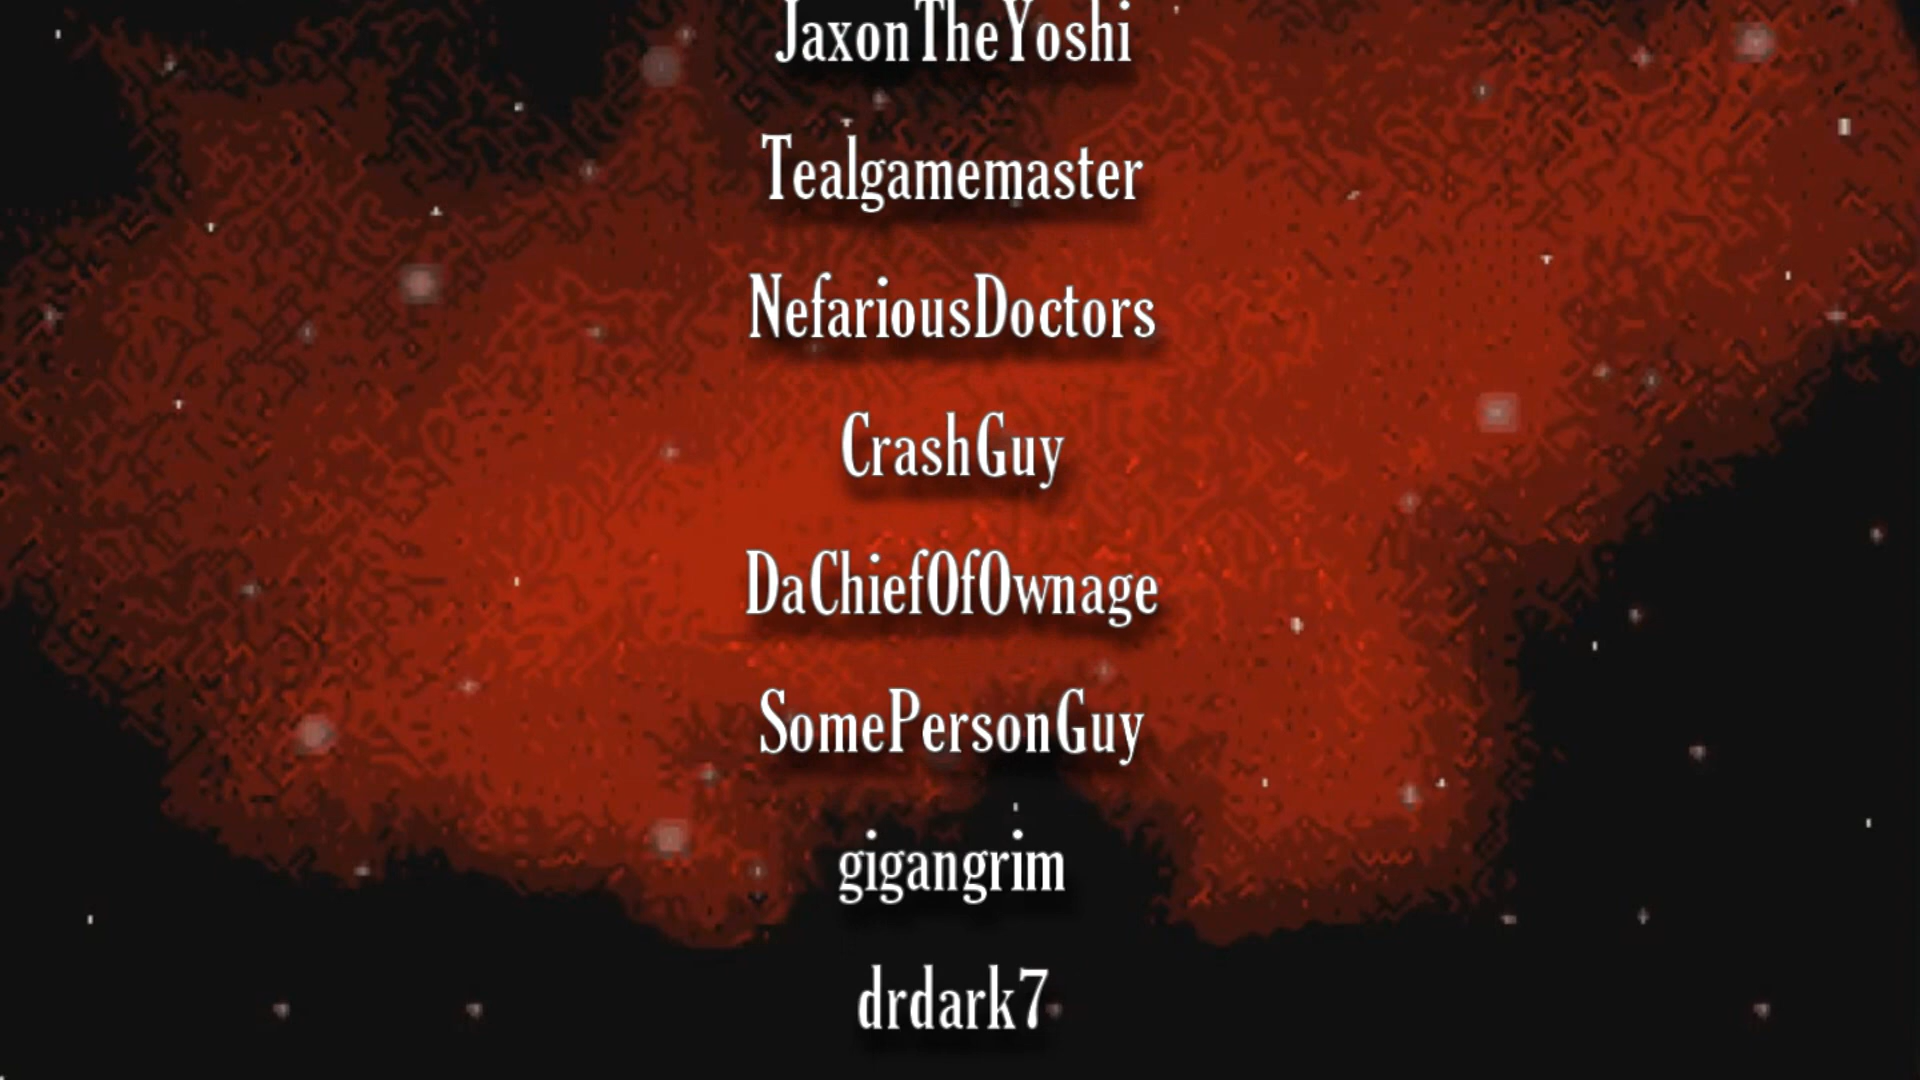 JaxonTheYoshi
Tealgamemaster
NefariousDoctors
CrashGuy
DaChiefOfOwnage
SomePersonGuy
gigangrim
drdark7